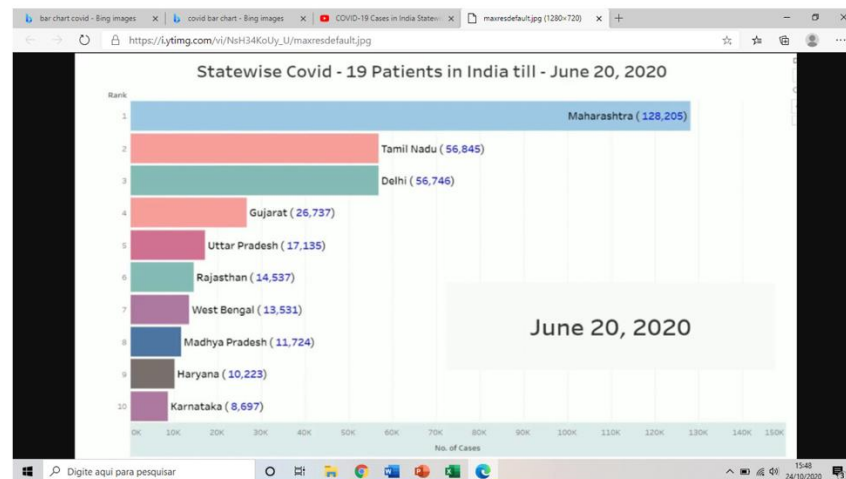 bar chart covid - Bing images
covid bar chart - Bing images
COVID-19 Cases in India Statewi
maxresdefault.jpg (1280×720)
https://i.ytimg.com/vi/NsH34KoUy_U/maxresdefault.jpg
Statewise Covid - 19 Patients in India till - June 20, 2020
Rank
1 Maharashtra ( 128,205)
2 Tamil Nadu ( 56,845)
3 Delhi ( 56,746)
4 Gujarat ( 26,737)
5 Uttar Pradesh ( 17,135)
6 Rajasthan ( 14,537)
7 West Bengal ( 13,531)
8 Madhya Pradesh ( 11,724)
9 Haryana ( 10,223)
10 Karnataka ( 8,697)
June 20, 2020
0K 10K 20K 30K 40K 50K 60K 70K 80K 90K 100K 110K 120K 130K 140K 150K
No. of Cases
Digite aqui para pesquisar
15:48
24/10/2020